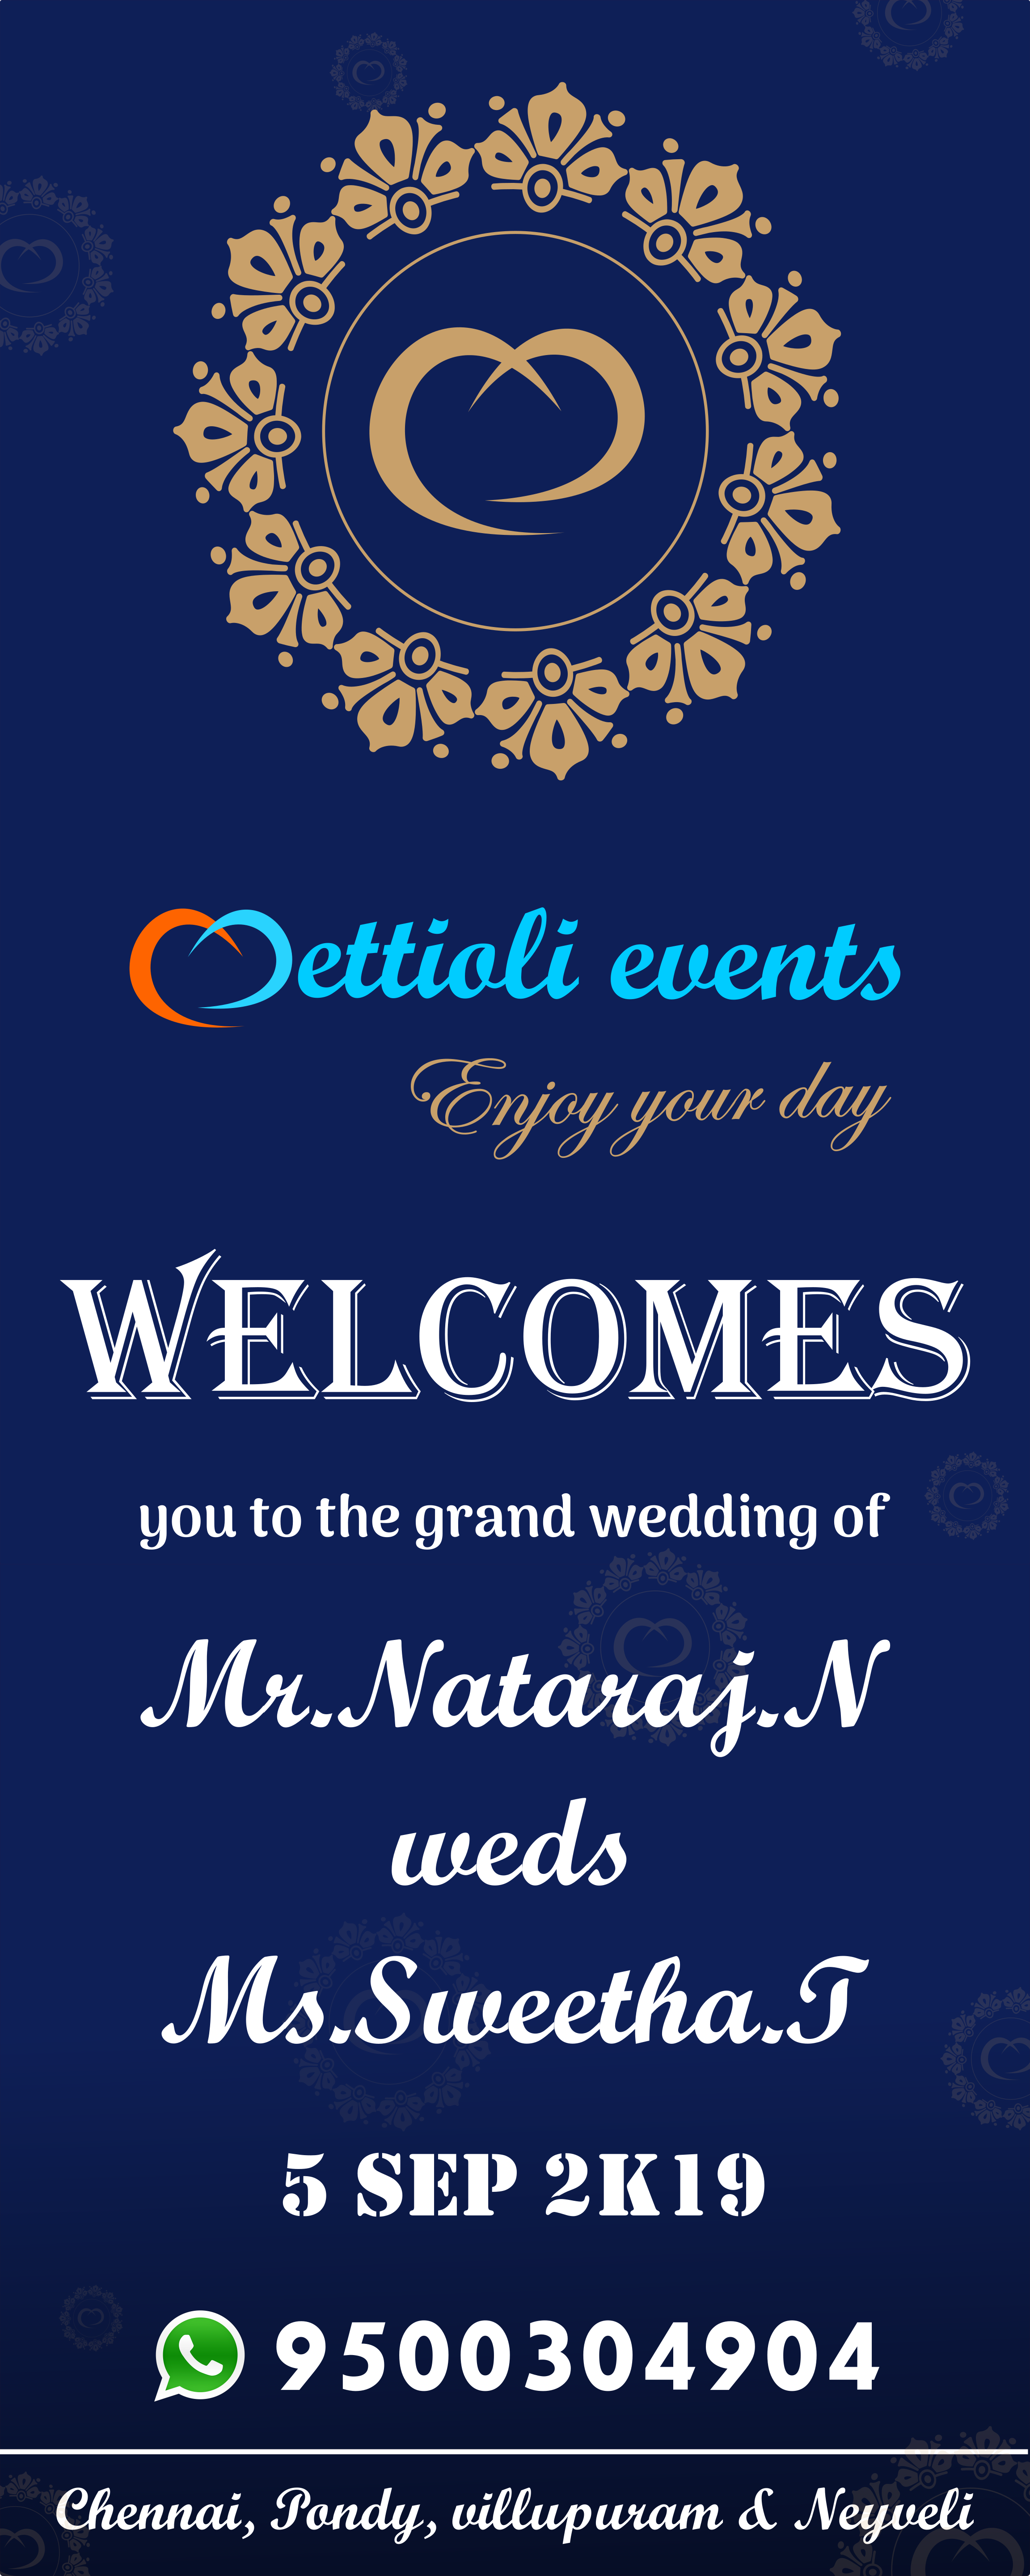 Mettioli events
Enjoy your day
WELCOMES
you to the grand wedding of
Mr.Nataraj.N
weds
Ms.Sweetha.T
5 SEP 2K19
9500304904
Chennai, Pondy, villupuram & Neyveli